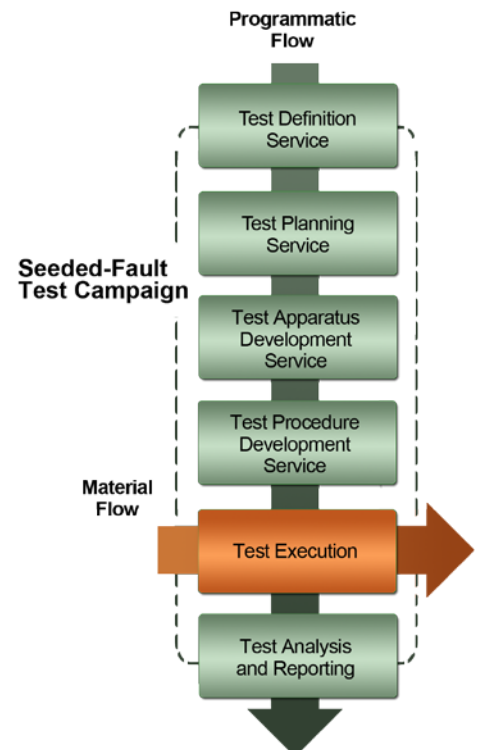 Programmatic
Flow
Test Definition
Service
Test Planning
Service
Seeded-Fault
Test Campaign
Test Apparatus
Development
Service
Test Procedure
Development
Service
Material
Flow
Test Execution
Test Analysis
and Reporting